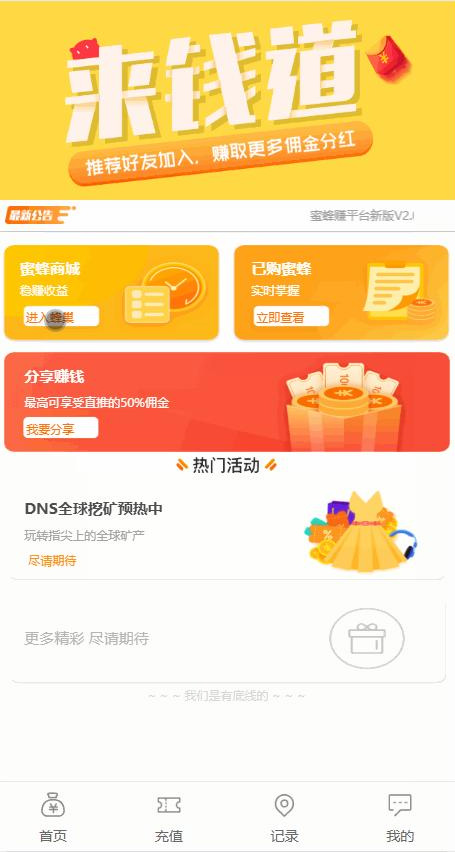 来钱道
推荐好友加入，赚取更多佣金分红
最新公告
蜜蜂赚平台新版V2.
蜜蜂商城
稳赚收益
进入蜂巢
已购蜜蜂
实时掌握
立即查看
分享赚钱
最高可享受直推的50%佣金
我要分享
热门活动
DNS全球挖矿预热中
玩转指尖上的全球矿产
尽请期待
更多精彩 尽请期待
~ ~ ~ 我们是有底线的 ~ ~ ~
首页
充值
记录
我的